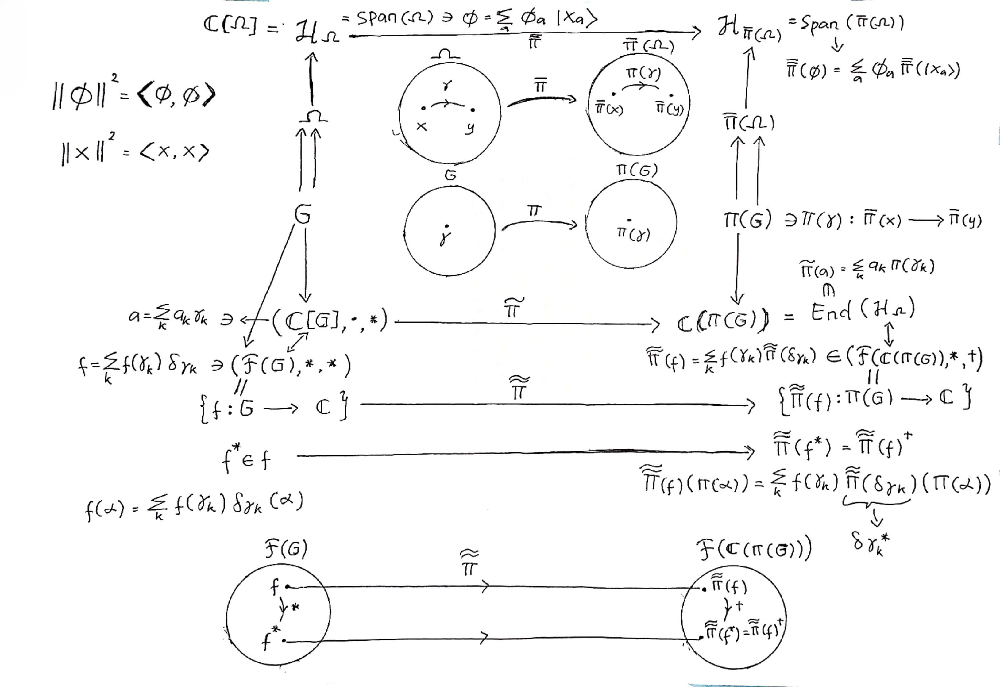 ℂ[Ω] = ℋ_Ω = span(Ω) ∋ ϕ = Σ_a ϕ_a |x_a⟩
π̿
ℋ_π̄(Ω) = Span (π̄(Ω))
↓
π̿(ϕ) = Σ_a ϕ_a π̿(|x_a⟩)
‖ϕ‖² = <ϕ, ϕ>
‖x‖² = <x, x>
Ω
Ω
γ
x y
π̄
π̄(Ω)
π(γ)
π̄(x) π̄(y)
π̄(Ω)
G
G
γ
π
π(G)
π(γ)
π(G) ∋ π(γ) : π̄(x) ⟶ π̄(y)
π̃(a) = Σ_k a_k π(γ_k)
a = Σ_k a_k γ_k ∋ ← (ℂ[G], ·, *)
π̃
ℂ(π(G)) = End (ℋ_Ω)
f = Σ_k f(γ_k) δ_γk ∋ (ℱ(G), *, *)
π̃̃(f) = Σ_k f(γ_k) π̃̃(δ_γk) ∈ (ℱ(ℂ(π(G)), *, †)
{f : G ⟶ ℂ}
π̃̃
{π̃̃(f) : π(G) ⟶ ℂ}
f* ∈ f
π̃̃(f*) = π̃̃(f)†
π̃̃(f)(π(α)) = Σ_k f(γ_k) π̃̃(δ_γk)(π(α))
f(α) = Σ_k f(γ_k) δ_γk (α)
δ_γk*
ℱ(G)
π̃̃
ℱ(ℂ(π(G)))
f
*
f*
π̃̃(f)
†
π̃̃(f*) = π̃̃(f)†